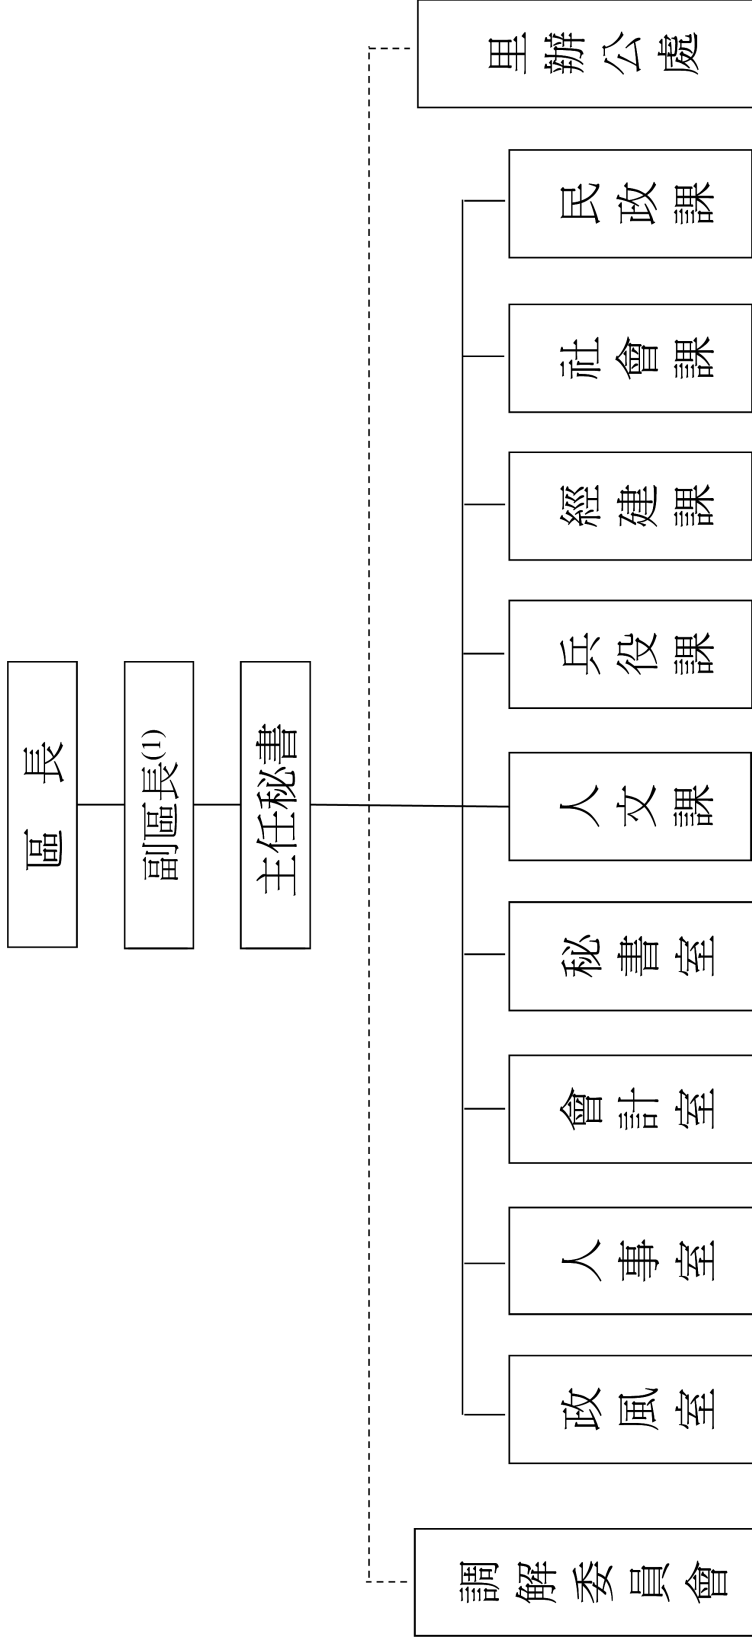 區 長
副區長(1)
主任秘書
里辦公處
民政課
社會課
經建課
兵役課
人文課
秘書室
會計室
人事室
政風室
調解委員會